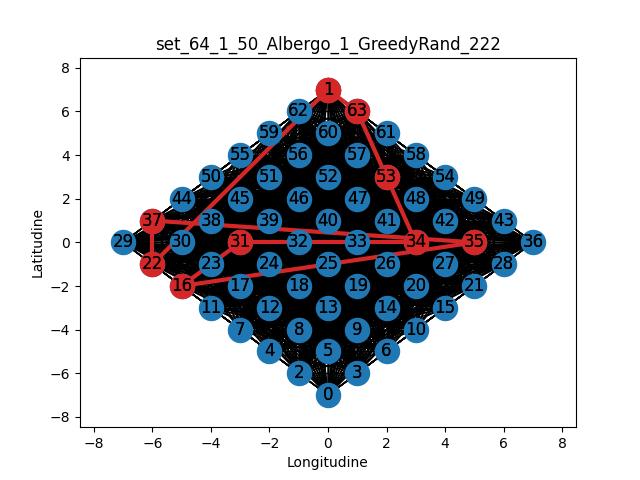 set_64_1_50_Albergo_1_GreedyRand_222
8
6
4
2
0
−2
−4
−6
−8
Latitudine
1
62 63
59 60 61
55 56 57 58
50 51 52 53 54
44 45 46 47 48 49
37 38 39 40 41 42 43
29 30 31 32 33 34 35 36
22 23 24 25 26 27 28
16 17 18 19 20 21
11 12 13 14 15
7 8 9 10
4 5 6
2 3
0
−8 −6 −4 −2 0 2 4 6 8
Longitudine